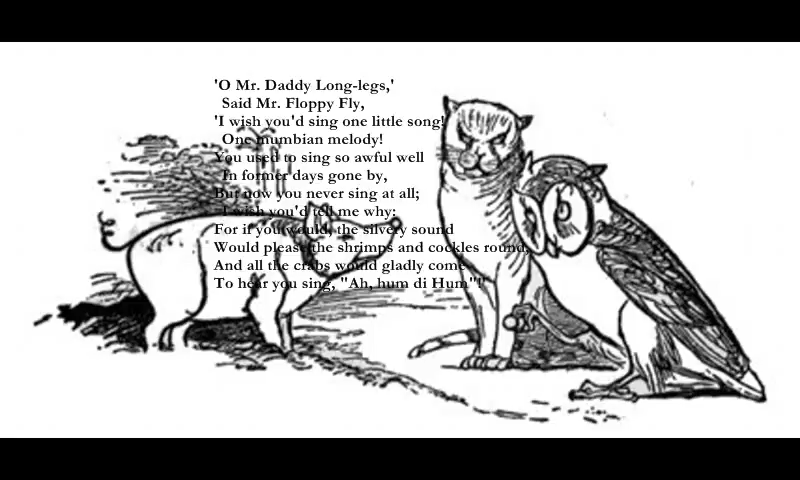 'O Mr. Daddy Long-legs,'
Said Mr. Floppy Fly,
'I wish you'd sing one little song!
One mumbian melody!
You used to sing so awful well
In former days gone by,
But now you never sing at all;
I wish you'd tell me why:
For if you would, the silvery sound
Would please the shrimps and cockles round,
And all the crabs would gladly come
To hear you sing, "Ah, hum di Hum"!'